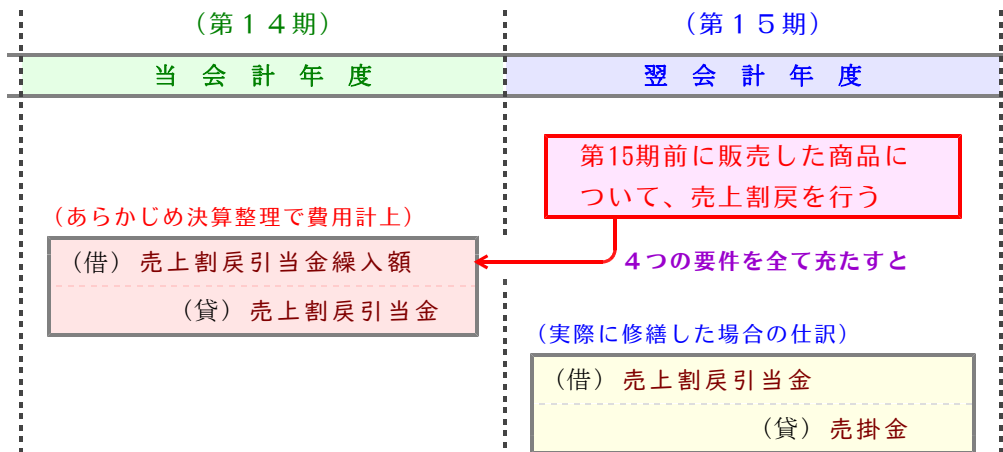 （第１４期）
（第１５期）
当会計年度
翌会計年度
第15期前に販売した商品に
ついて、売上割戻を行う
（あらかじめ決算整理で費用計上）
（借）売上割戻引当金繰入額
（貸）売上割戻引当金
４つの要件を全て充たすと
（実際に修繕した場合の仕訳）
（借）売上割戻引当金
（貸）売掛金